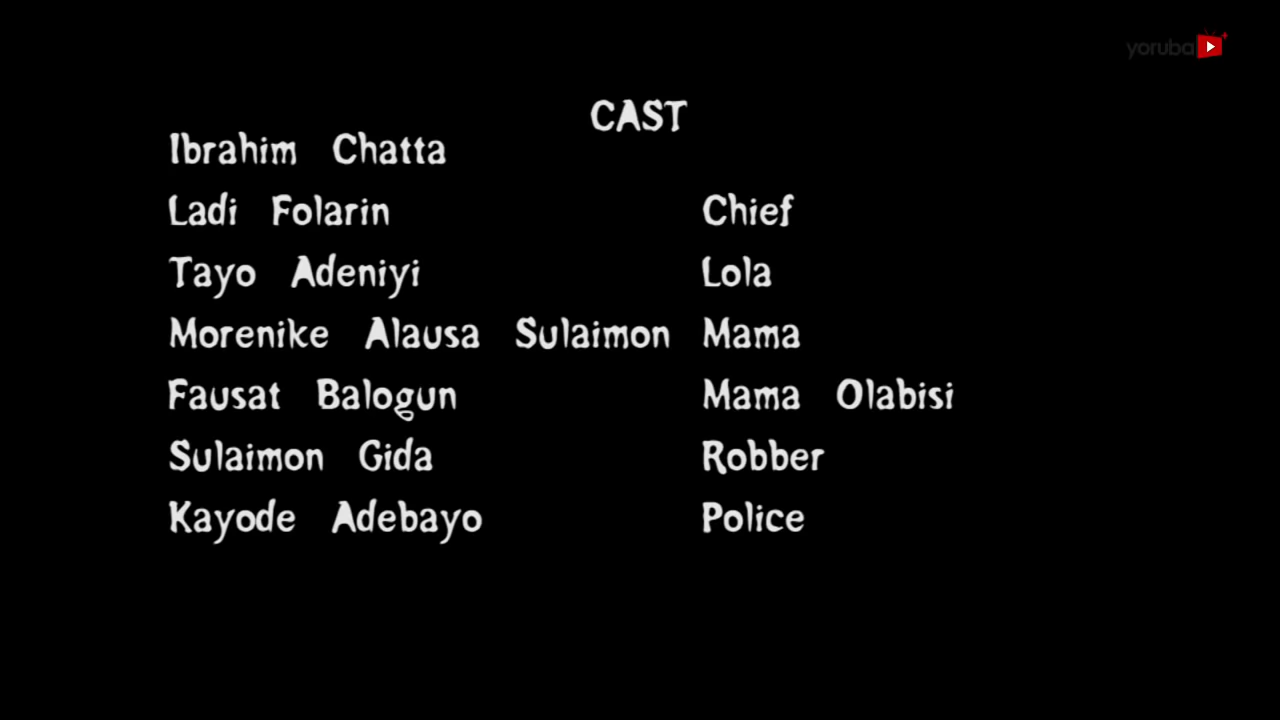 yoruba
CAST
Ibrahim Chatta
Ladi Folarin Chief
Tayo Adeniyi Lola
Morenike Alausa Sulaimon Mama
Fausat Balogun Mama Olabisi
Sulaimon Gida Robber
Kayode Adebayo Police